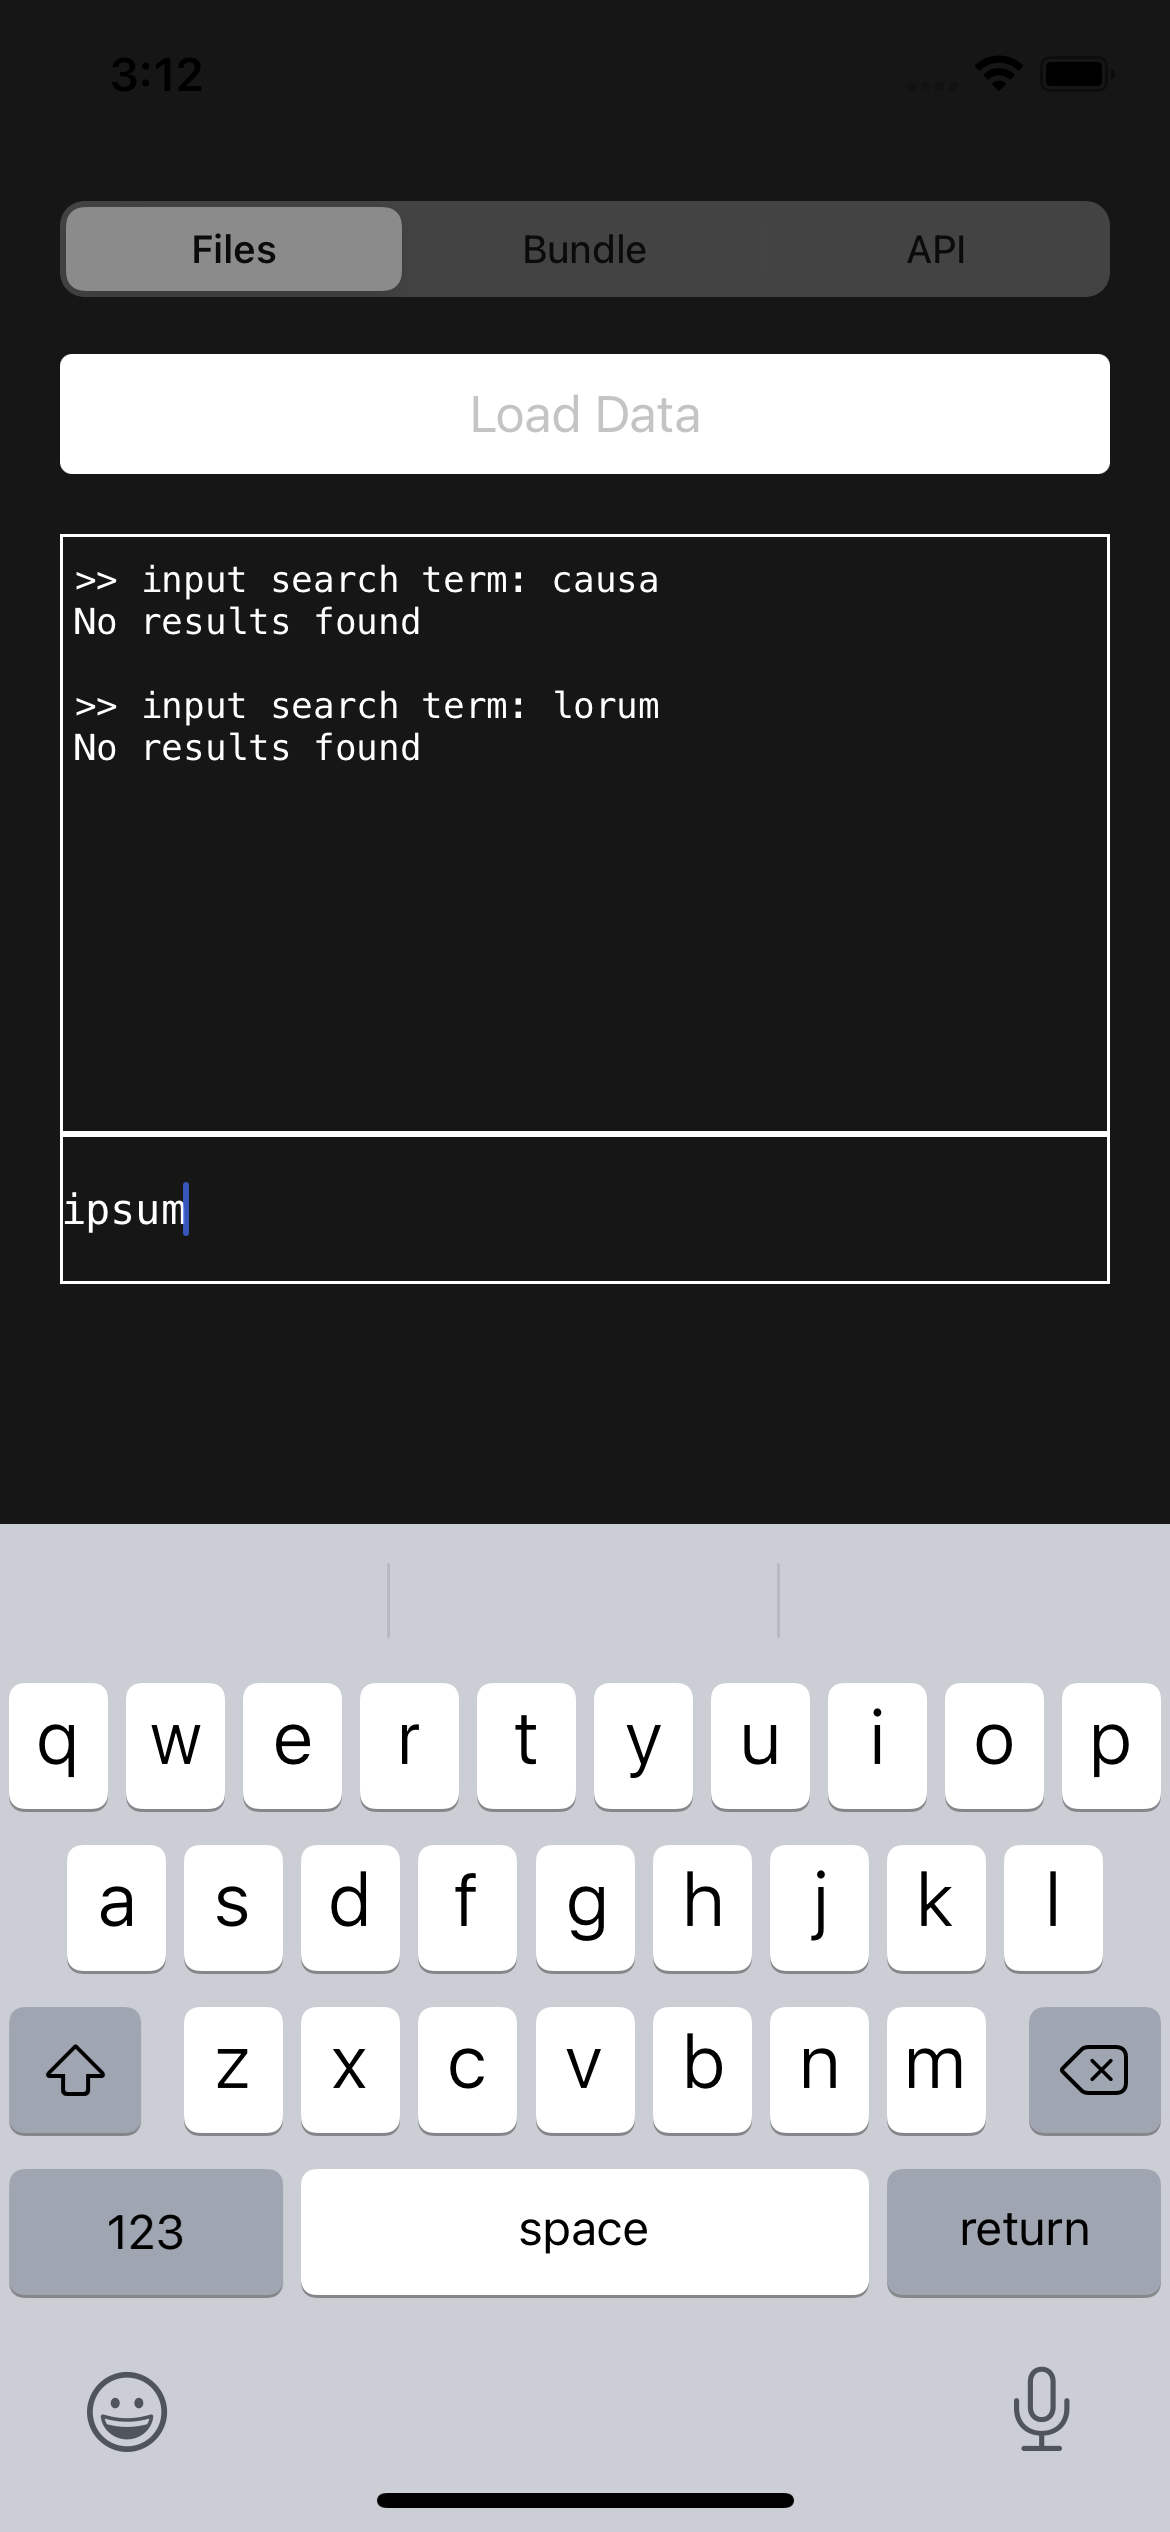 3:12
Files Bundle API
Load Data
>> input search term: causa
No results found
>> input search term: lorum
No results found
ipsum
q w e r t y u i o p
a s d f g h j k l
z x c v b n m
123 space return